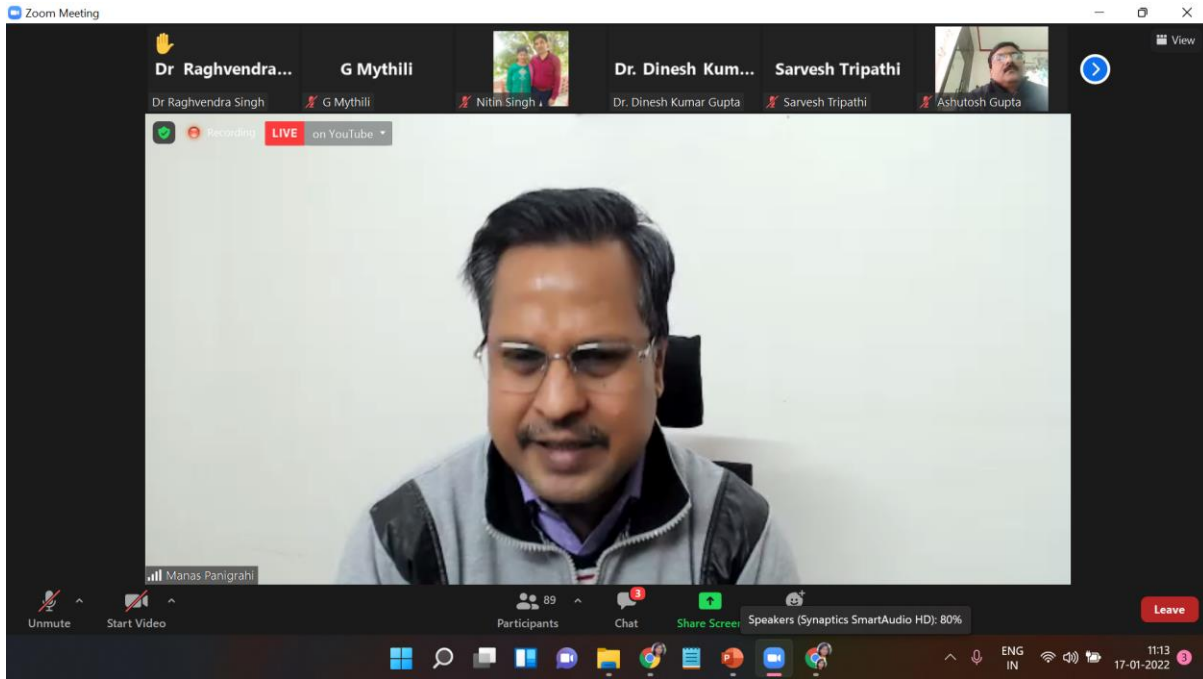 Zoom Meeting
View
Dr Raghvendra...
Dr Raghvendra Singh
G Mythili
G Mythili
Nitin Singh
Dr. Dinesh Kum...
Dr. Dinesh Kumar Gupta
Sarvesh Tripathi
Sarvesh Tripathi
Ashutosh Gupta
Recording
LIVE on YouTube
Manas Panigrahi
Unmute
Start Video
89
Participants
3
Chat
Share Screen
Speakers (Synaptics SmartAudio HD): 80%
Leave
ENG
IN
11:13
17-01-2022
3